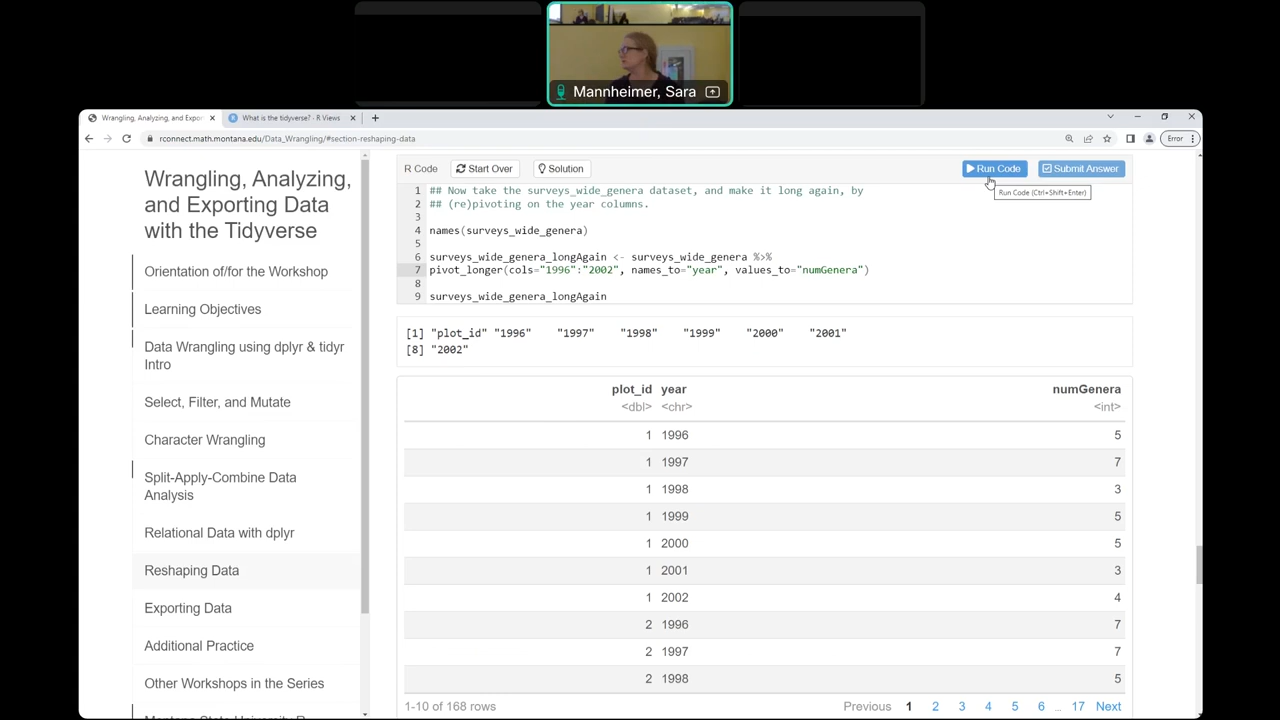 Mannheimer, Sara
Wrangling, Analyzing, and Expor
What is the tidyverse? · R Views
rconnect.math.montana.edu/Data_Wrangling/#section-reshaping-data
Error
Wrangling, Analyzing,
and Exporting Data
with the Tidyverse
Orientation of/for the Workshop
Learning Objectives
Data Wrangling using dplyr & tidyr
Intro
Select, Filter, and Mutate
Character Wrangling
Split-Apply-Combine Data
Analysis
Relational Data with dplyr
Reshaping Data
Exporting Data
Additional Practice
Other Workshops in the Series
Montana State University R
R Code Start Over Solution Run Code Submit Answer
Run Code (Ctrl+Shift+Enter)
1 ## Now take the surveys_wide_genera dataset, and make it long again, by
2 ## (re)pivoting on the year columns.
3
4 names(surveys_wide_genera)
5
6 surveys_wide_genera_longAgain <- surveys_wide_genera %>%
7 pivot_longer(cols="1996":"2002", names_to="year", values_to="numGenera")
8
9 surveys_wide_genera_longAgain
[1] "plot_id" "1996" "1997" "1998" "1999" "2000" "2001"
[8] "2002"
plot_id year numGenera
<dbl> <chr> <int>
1 1996 5
1 1997 7
1 1998 3
1 1999 5
1 2000 5
1 2001 3
1 2002 4
2 1996 7
2 1997 7
2 1998 5
1-10 of 168 rows Previous 1 2 3 4 5 6 ... 17 Next